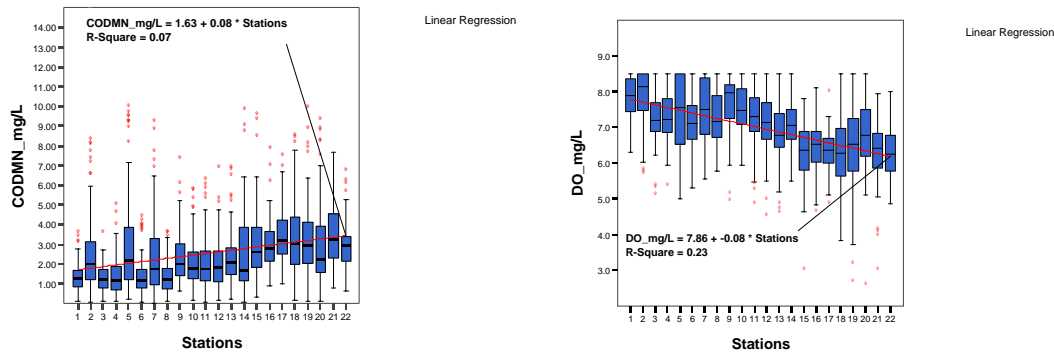 CODMN_mg/L = 1.63 + 0.08 * Stations
R-Square = 0.07
Linear Regression
CODMN_mg/L
14.00
13.00
12.00
11.00
10.00
9.00
8.00
7.00
6.00
5.00
4.00
3.00
2.00
1.00
1 2 3 4 5 6 7 8 9 10 11 12 13 14 15 16 17 18 19 20 21 22
Stations
Linear Regression
DO_mg/L
9.0
8.0
7.0
6.0
5.0
4.0
3.0
DO_mg/L = 7.86 + -0.08 * Stations
R-Square = 0.23
1 2 3 4 5 6 7 8 9 10 11 12 13 14 15 16 17 18 19 20 21 22
Stations